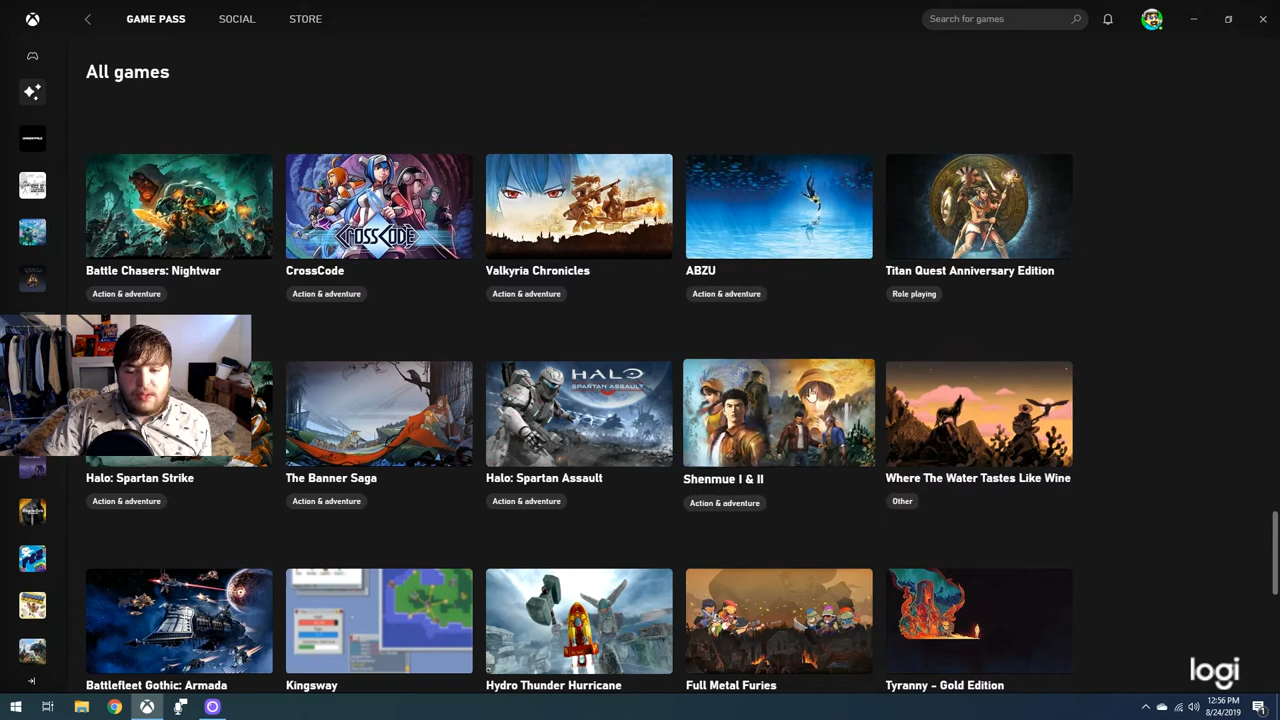 GAME PASS
SOCIAL
STORE
Search for games
All games
CROSSCODE
Battle Chasers: Nightwar
CrossCode
Valkyria Chronicles
ABZU
Titan Quest Anniversary Edition
Action & adventure
Action & adventure
Action & adventure
Action & adventure
Role playing
HALO
SPARTAN ASSAULT
Halo: Spartan Strike
The Banner Saga
Halo: Spartan Assault
Shenmue I & II
Where The Water Tastes Like Wine
Action & adventure
Action & adventure
Action & adventure
Action & adventure
Other
Battlefleet Gothic: Armada
Kingsway
Hydro Thunder Hurricane
Full Metal Furies
Tyranny - Gold Edition
logi
12:56 PM
8/24/2019